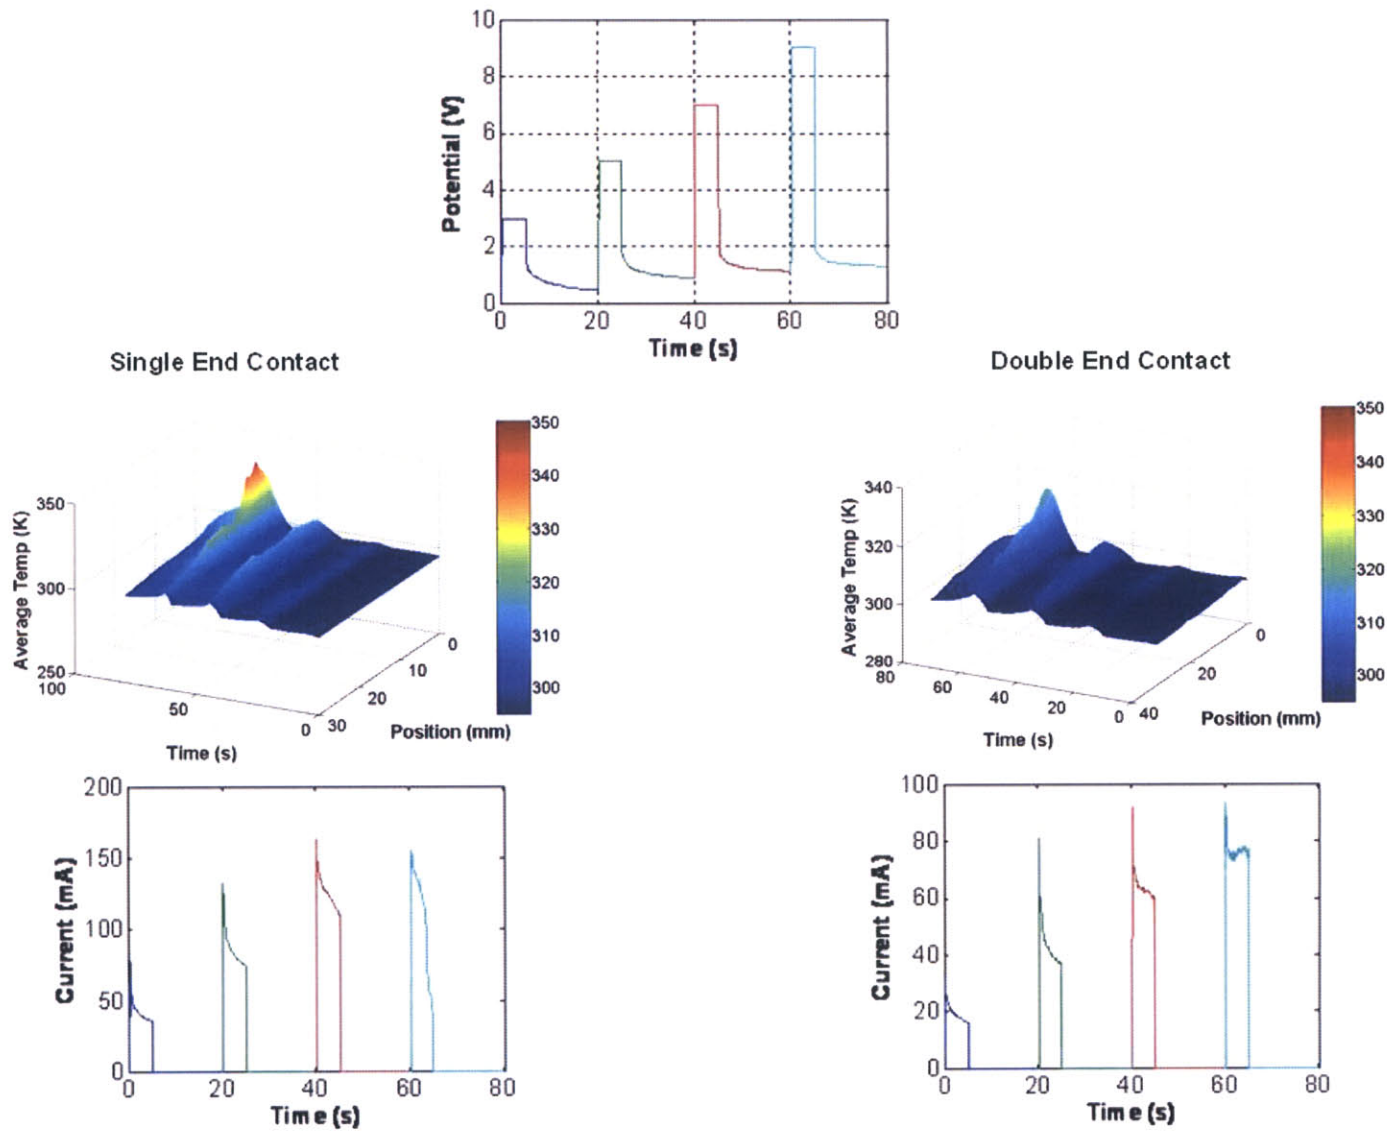 10
8
6
4
2
0
Potential (V)
0 20 40 60 80
Time (s)
Single End Contact
Double End Contact
350
300
250
Average Temp (K)
100 50 0
Time (s)
30 20 10 0
Position (mm)
350
340
330
320
310
300
340
320
300
280
Average Temp (K)
80 60 40 20 0
Time (s)
40 20 0
Position (mm)
350
340
330
320
310
300
200
150
100
50
0
Current (mA)
0 20 40 60 80
Time (s)
100
80
60
40
20
0
Current (mA)
0 20 40 60 80
Time (s)